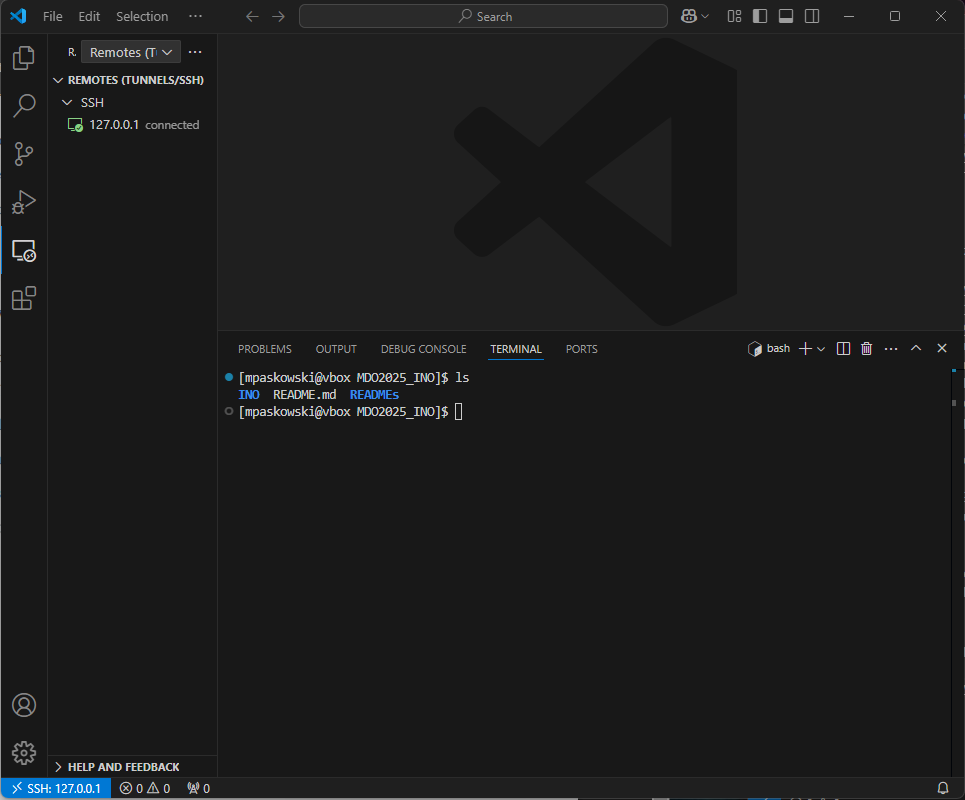 File Edit Selection ···
Search
R. Remotes (Tu
REMOTES (TUNNELS/SSH)
SSH
127.0.0.1 connected
PROBLEMS OUTPUT DEBUG CONSOLE TERMINAL PORTS
bash
[mpaskowski@vbox MDO2025_INO]$ ls
INO README.md READMEs
[mpaskowski@vbox MDO2025_INO]$
HELP AND FEEDBACK
SSH: 127.0.0.1 0 0 0